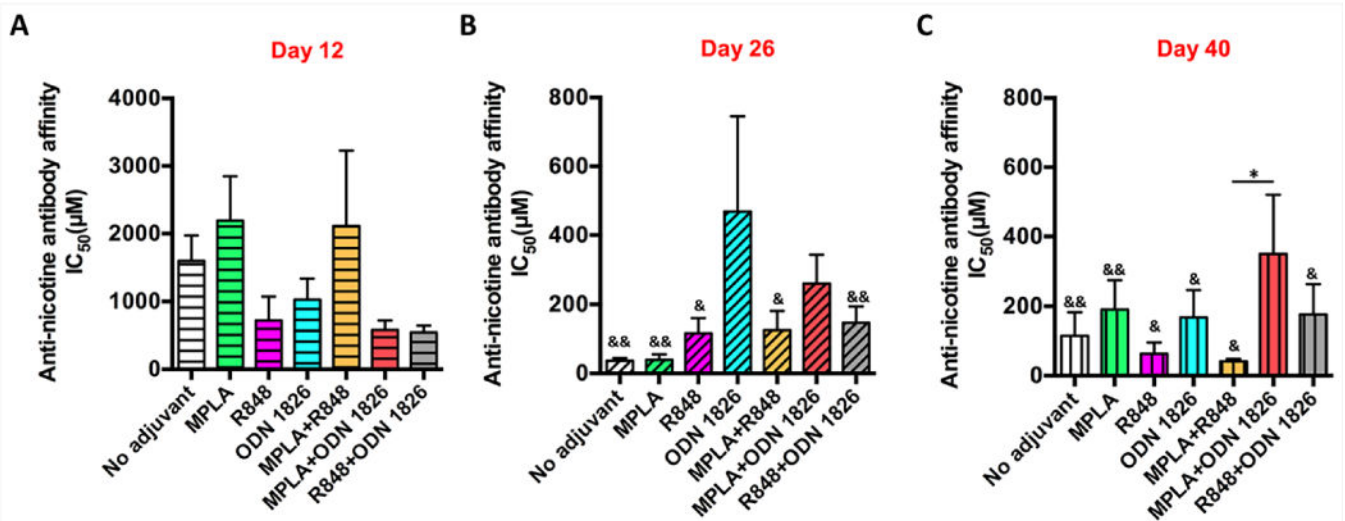 A
Day 12
Anti-nicotine antibody affinity
IC50(µM)
4000
3000
2000
1000
0
No adjuvant
MPLA
R848
ODN 1826
MPLA+R848
MPLA+ODN 1826
R848+ODN 1826
B
Day 26
Anti-nicotine antibody affinity
IC50(µM)
800
600
400
200
0
&&
&&
&
&
&&
No adjuvant
MPLA
R848
ODN 1826
MPLA+R848
MPLA+ODN 1826
R848+ODN 1826
C
Day 40
Anti-nicotine antibody affinity
IC50(µM)
800
600
400
200
0
&&
&&
&
&
&
*
&
No adjuvant
MPLA
R848
ODN 1826
MPLA+R848
MPLA+ODN 1826
R848+ODN 1826